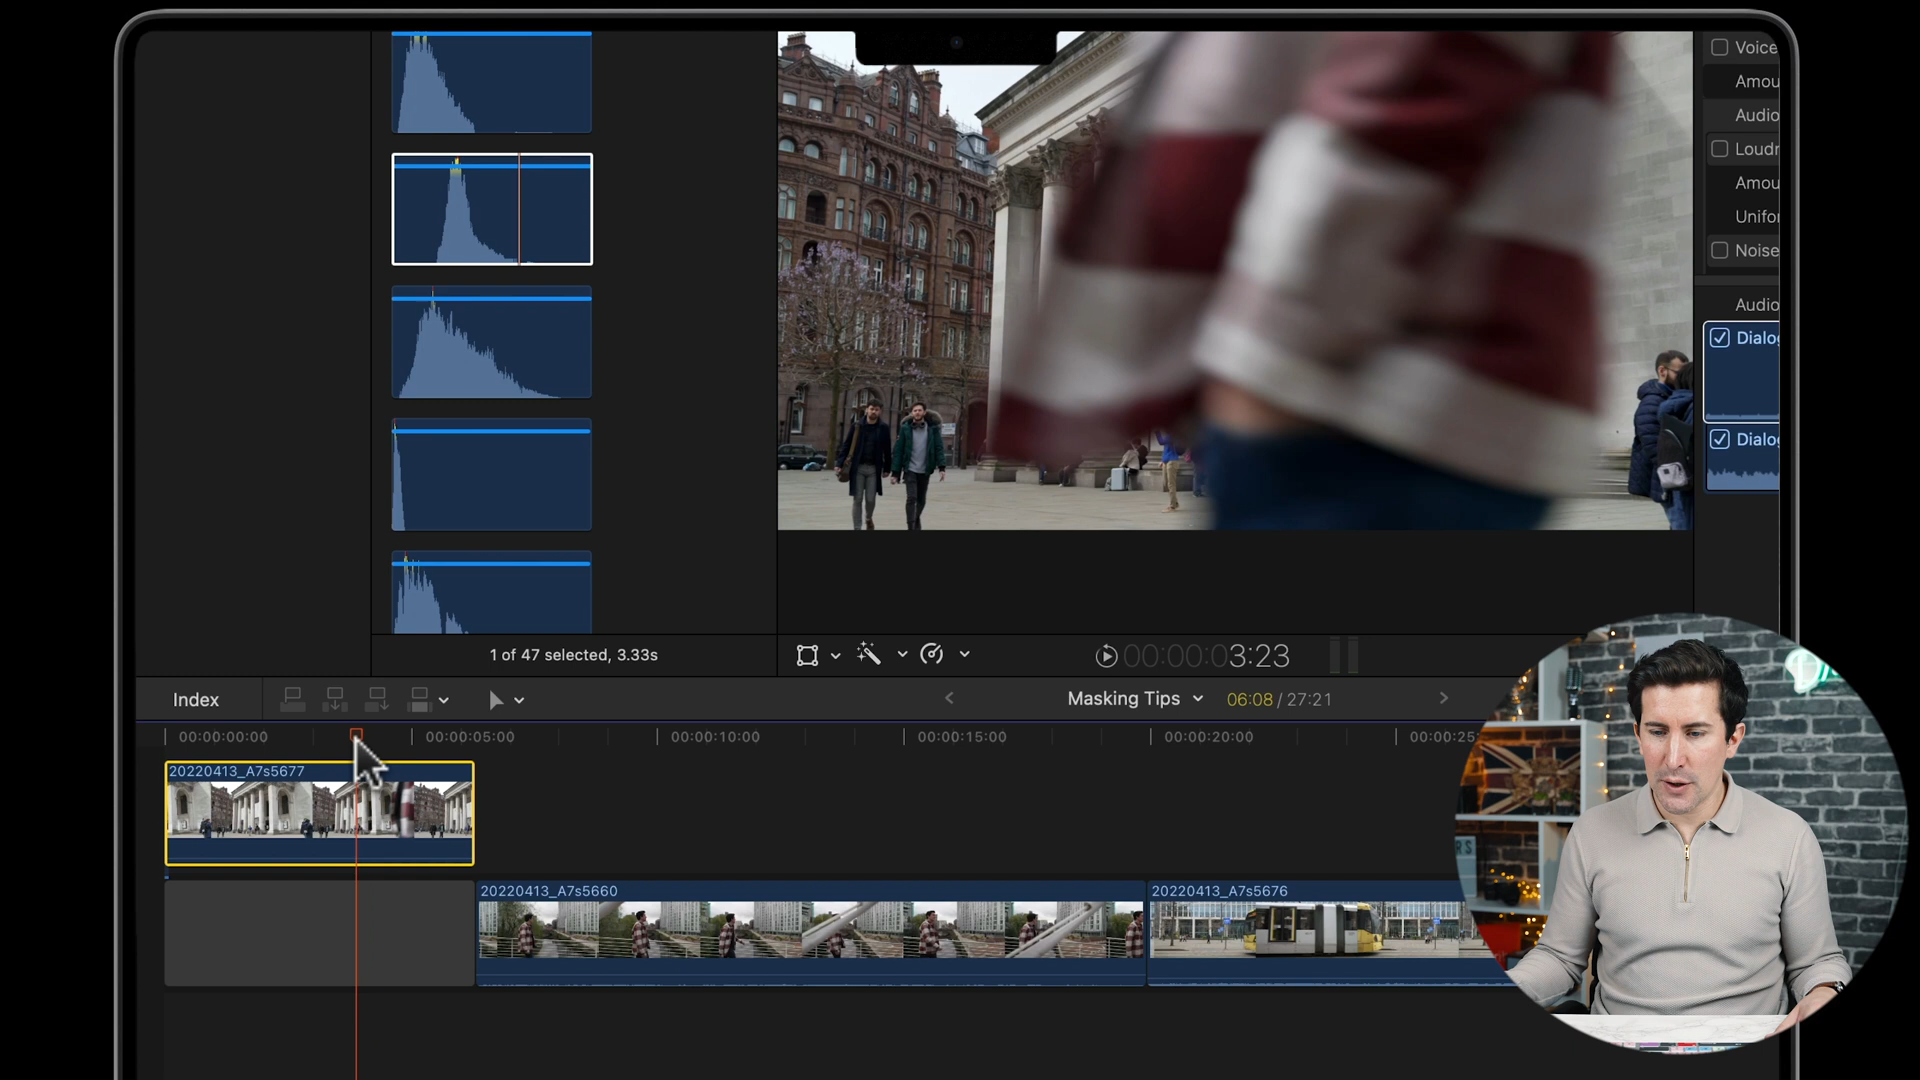 Voice
Amou
Audio
Loudn
Amou
Unifor
Noise
Audio
Dialog
Dialog
1 of 47 selected, 3.33s
00:00:03:23
Index
Masking Tips
06:08 / 27:21
00:00:00:00
00:00:05:00
00:00:10:00
00:00:15:00
00:00:20:00
00:00:25:
20220413_A7s5677
20220413_A7s5660
20220413_A7s5676
RS